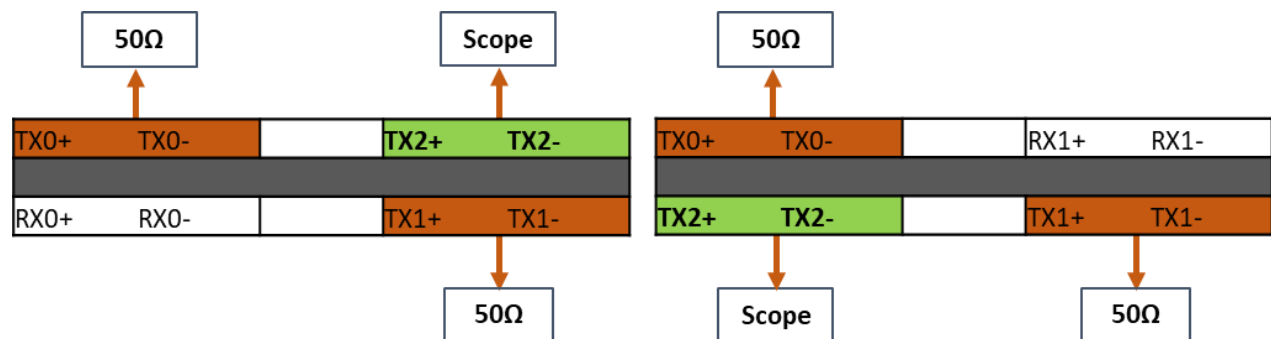 50Ω Scope 50Ω
TX0+ TX0- TX2+ TX2- TX0+ TX0- RX1+ RX1-
RX0+ RX0- TX1+ TX1- TX2+ TX2- TX1+ TX1-
50Ω Scope 50Ω